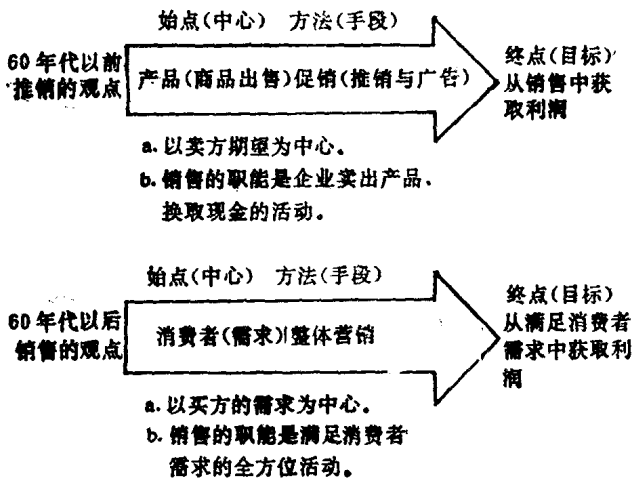 始点(中心) 方法(手段)
60年代以前
推销的观点
产品(商品出售)促销(推销与广告)
终点(目标)
从销售中获
取利润
a. 以卖方期望为中心。
b. 销售的职能是企业卖出产品、
换取现金的活动。
始点(中心) 方法(手段)
60年代以后
销售的观点
消费者(需求)整体营销
终点(目标)
从满足消费者
需求中获取利
润
a. 以买方的需求为中心。
b. 销售的职能是满足消费者
需求的全方位活动。